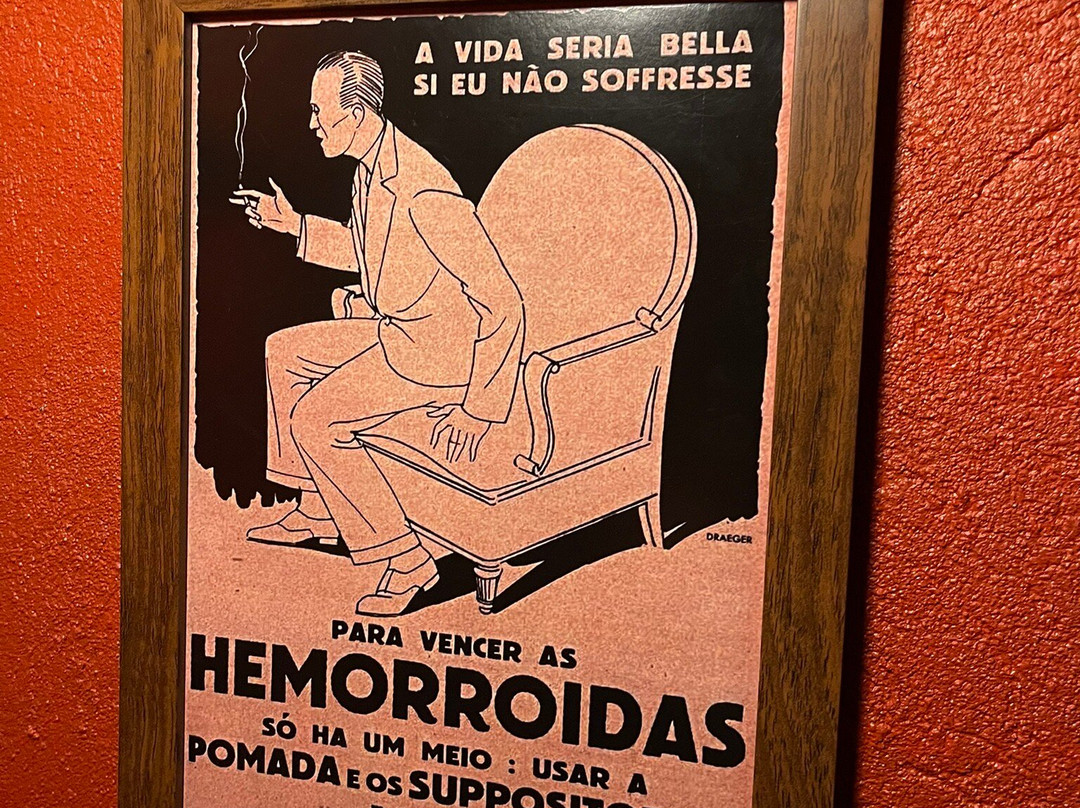 A VIDA SERIA BELLA
SI EU NÃO SOFFRESSE
DRAEGER
PARA VENCER AS
HEMORROIDAS
SÓ HA UM MEIO : USAR A
POMADA E OS